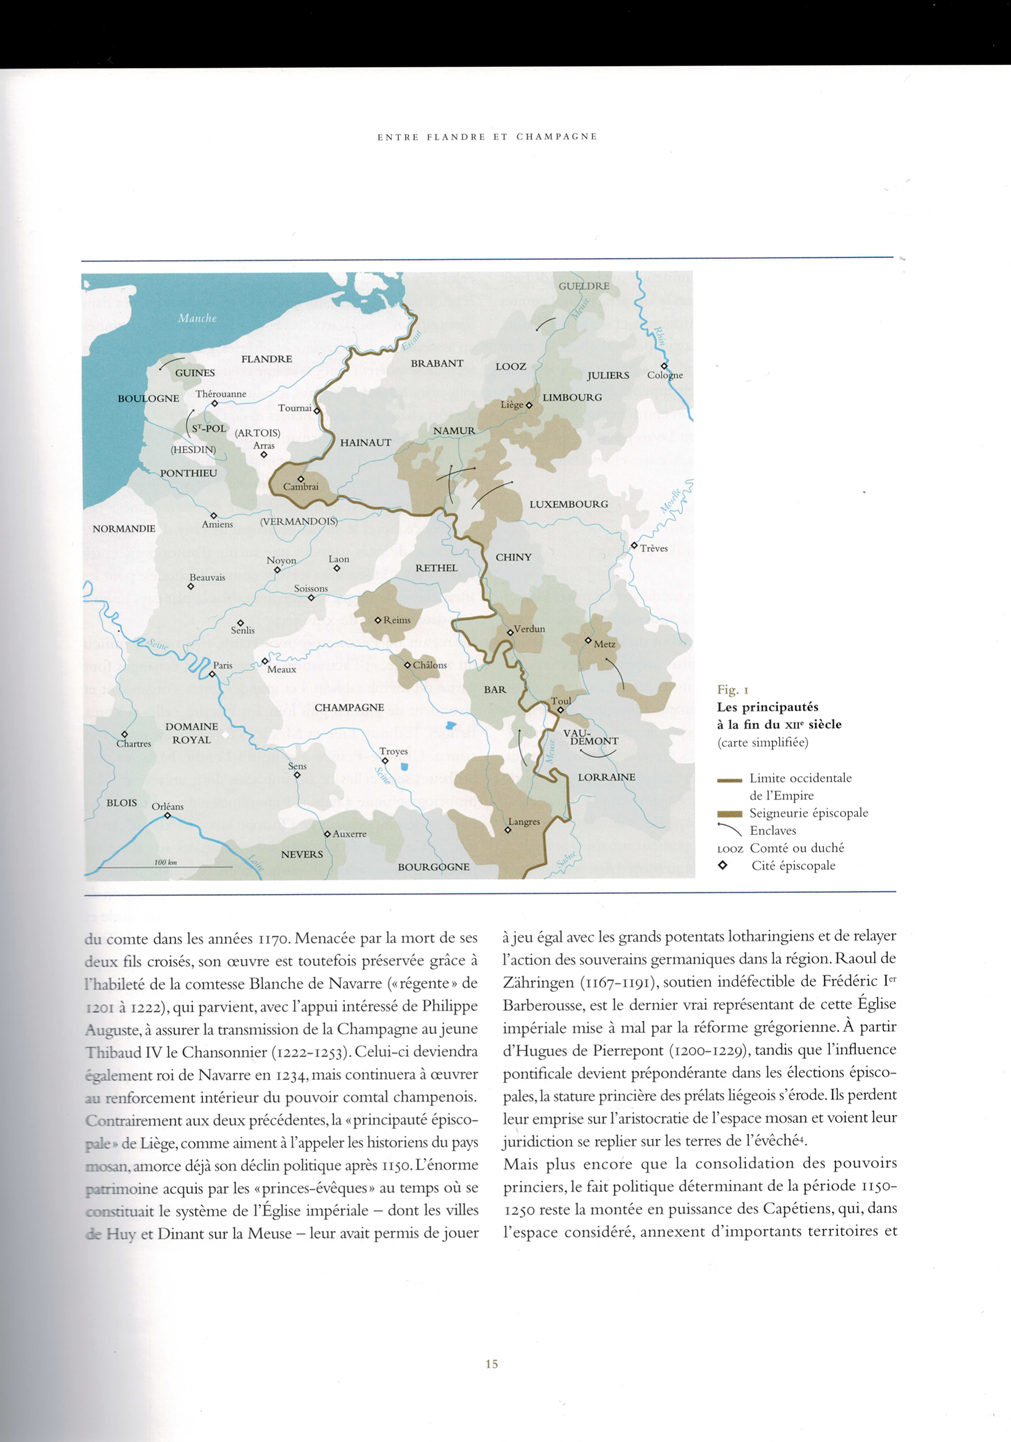 ENTRE FLANDRE ET CHAMPAGNE
GUELDRE
Meuse
Manche
Rhin
Escaut
FLANDRE
BRABANT
LOOZ
GUINES
JULIERS
Cologne
BOULOGNE
Thérouanne
Liège
LIMBOURG
Tournai
ST-POL
(ARTOIS)
NAMUR
HAINAUT
(HESDIN)
Arras
PONTHIEU
Cambrai
Moselle
LUXEMBOURG
NORMANDIE
Amiens
(VERMANDOIS)
Trèves
CHINY
Noyon
Laon
RETHEL
Beauvais
Soissons
Reims
Senlis
Verdun
Seine
Metz
Paris
Meaux
Châlons
BAR
Toul
CHAMPAGNE
DOMAINE
ROYAL
VAU-
DÉMONT
Chartres
Troyes
Meuse
Sens
Seine
LORRAINE
BLOIS
Orléans
Langres
Auxerre
NEVERS
100 km
Loire
BOURGOGNE
Saône
Fig. 1
Les principautés
à la fin du XIIe siècle
(carte simplifiée)
Limite occidentale
de l'Empire
Seigneurie épiscopale
Enclaves
LOOZ Comté ou duché
Cité épiscopale
du comte dans les années 1170. Menacée par la mort de ses
deux fils croisés, son œuvre est toutefois préservée grâce à
l'habileté de la comtesse Blanche de Navarre («régente» de
1201 à 1222), qui parvient, avec l'appui intéressé de Philippe
Auguste, à assurer la transmission de la Champagne au jeune
Thibaud IV le Chansonnier (1222-1253). Celui-ci deviendra
également roi de Navarre en 1234, mais continuera à œuvrer
au renforcement intérieur du pouvoir comtal champenois.
Contrairement aux deux précédentes, la «principauté épisco-
pale» de Liège, comme aiment à l'appeler les historiens du pays
mosan, amorce déjà son déclin politique après 1150. L'énorme
patrimoine acquis par les «princes-évêques» au temps où se
constituait le système de l'Église impériale – dont les villes
de Huy et Dinant sur la Meuse – leur avait permis de jouer
à jeu égal avec les grands potentats lotharingiens et de relayer
l'action des souverains germaniques dans la région. Raoul de
Zähringen (1167-1191), soutien indéfectible de Frédéric Ier
Barberousse, est le dernier vrai représentant de cette Église
impériale mise à mal par la réforme grégorienne. À partir
d'Hugues de Pierrepont (1200-1229), tandis que l'influence
pontificale devient prépondérante dans les élections épisco-
pales, la stature princière des prélats liégeois s'érode. Ils perdent
leur emprise sur l'aristocratie de l'espace mosan et voient leur
juridiction se replier sur les terres de l'évêché4.
Mais plus encore que la consolidation des pouvoirs
princiers, le fait politique déterminant de la période 1150-
1250 reste la montée en puissance des Capétiens, qui, dans
l'espace considéré, annexent d'importants territoires et
15